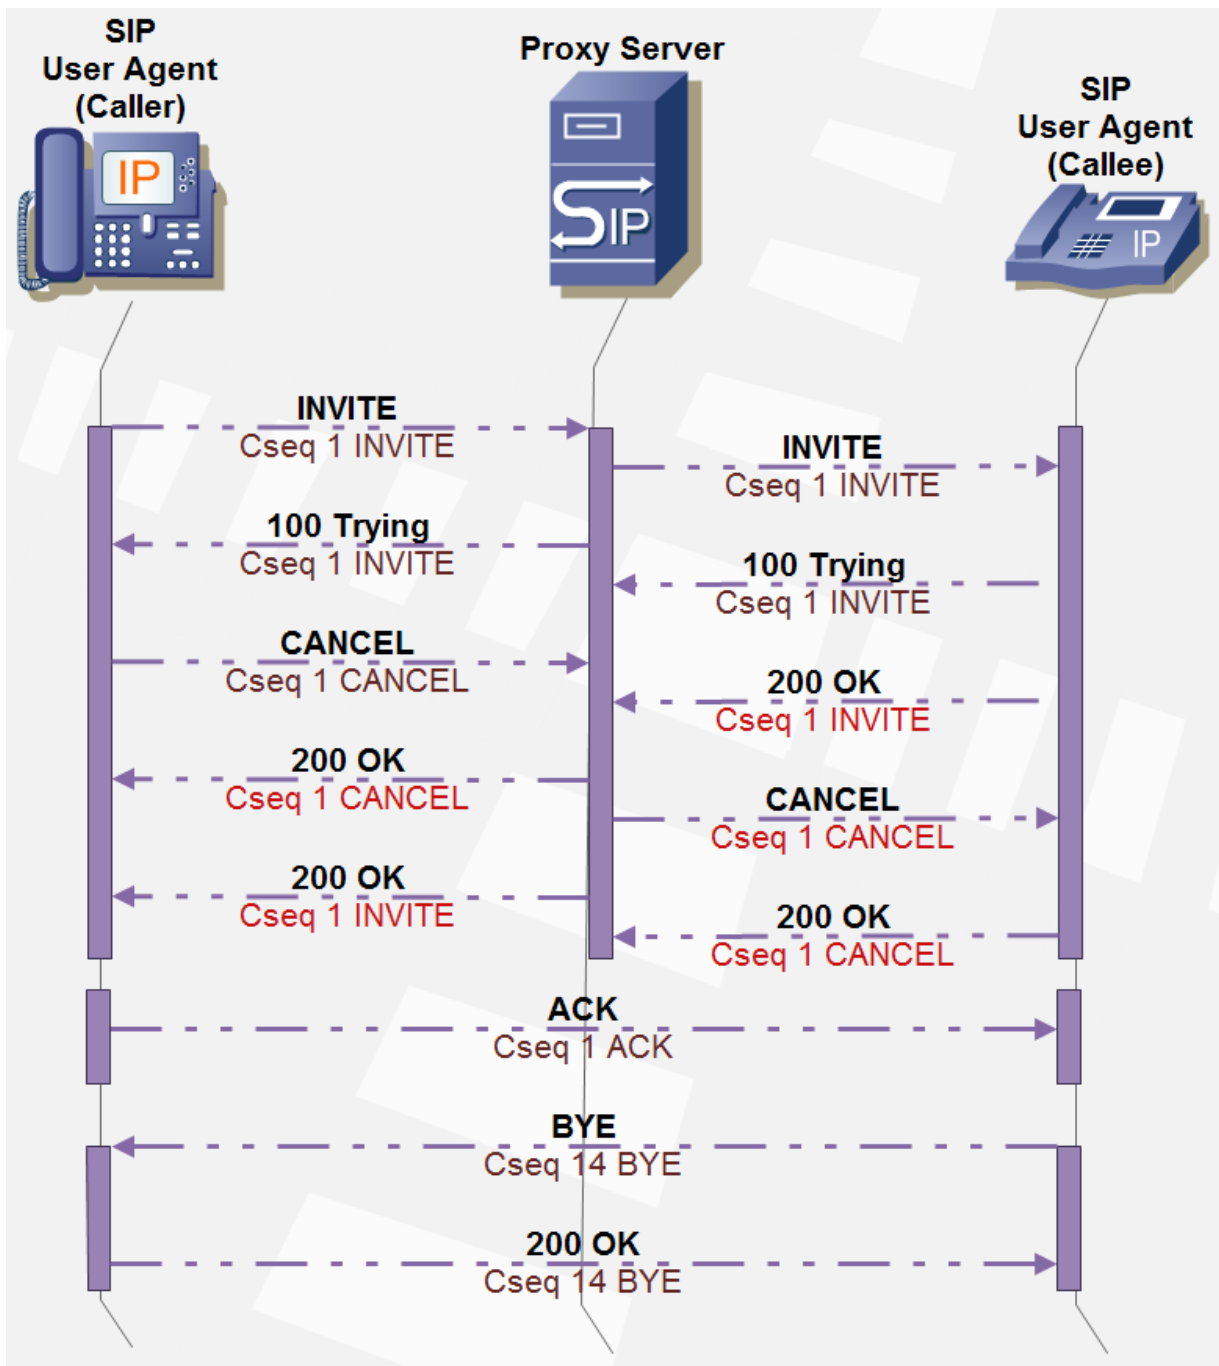 SIP
User Agent
(Caller)
Proxy Server
SIP
User Agent
(Callee)
IP
SIP
IP
INVITE
Cseq 1 INVITE
INVITE
Cseq 1 INVITE
100 Trying
Cseq 1 INVITE
100 Trying
Cseq 1 INVITE
CANCEL
Cseq 1 CANCEL
200 OK
Cseq 1 INVITE
200 OK
Cseq 1 CANCEL
CANCEL
Cseq 1 CANCEL
200 OK
Cseq 1 INVITE
200 OK
Cseq 1 CANCEL
ACK
Cseq 1 ACK
BYE
Cseq 14 BYE
200 OK
Cseq 14 BYE